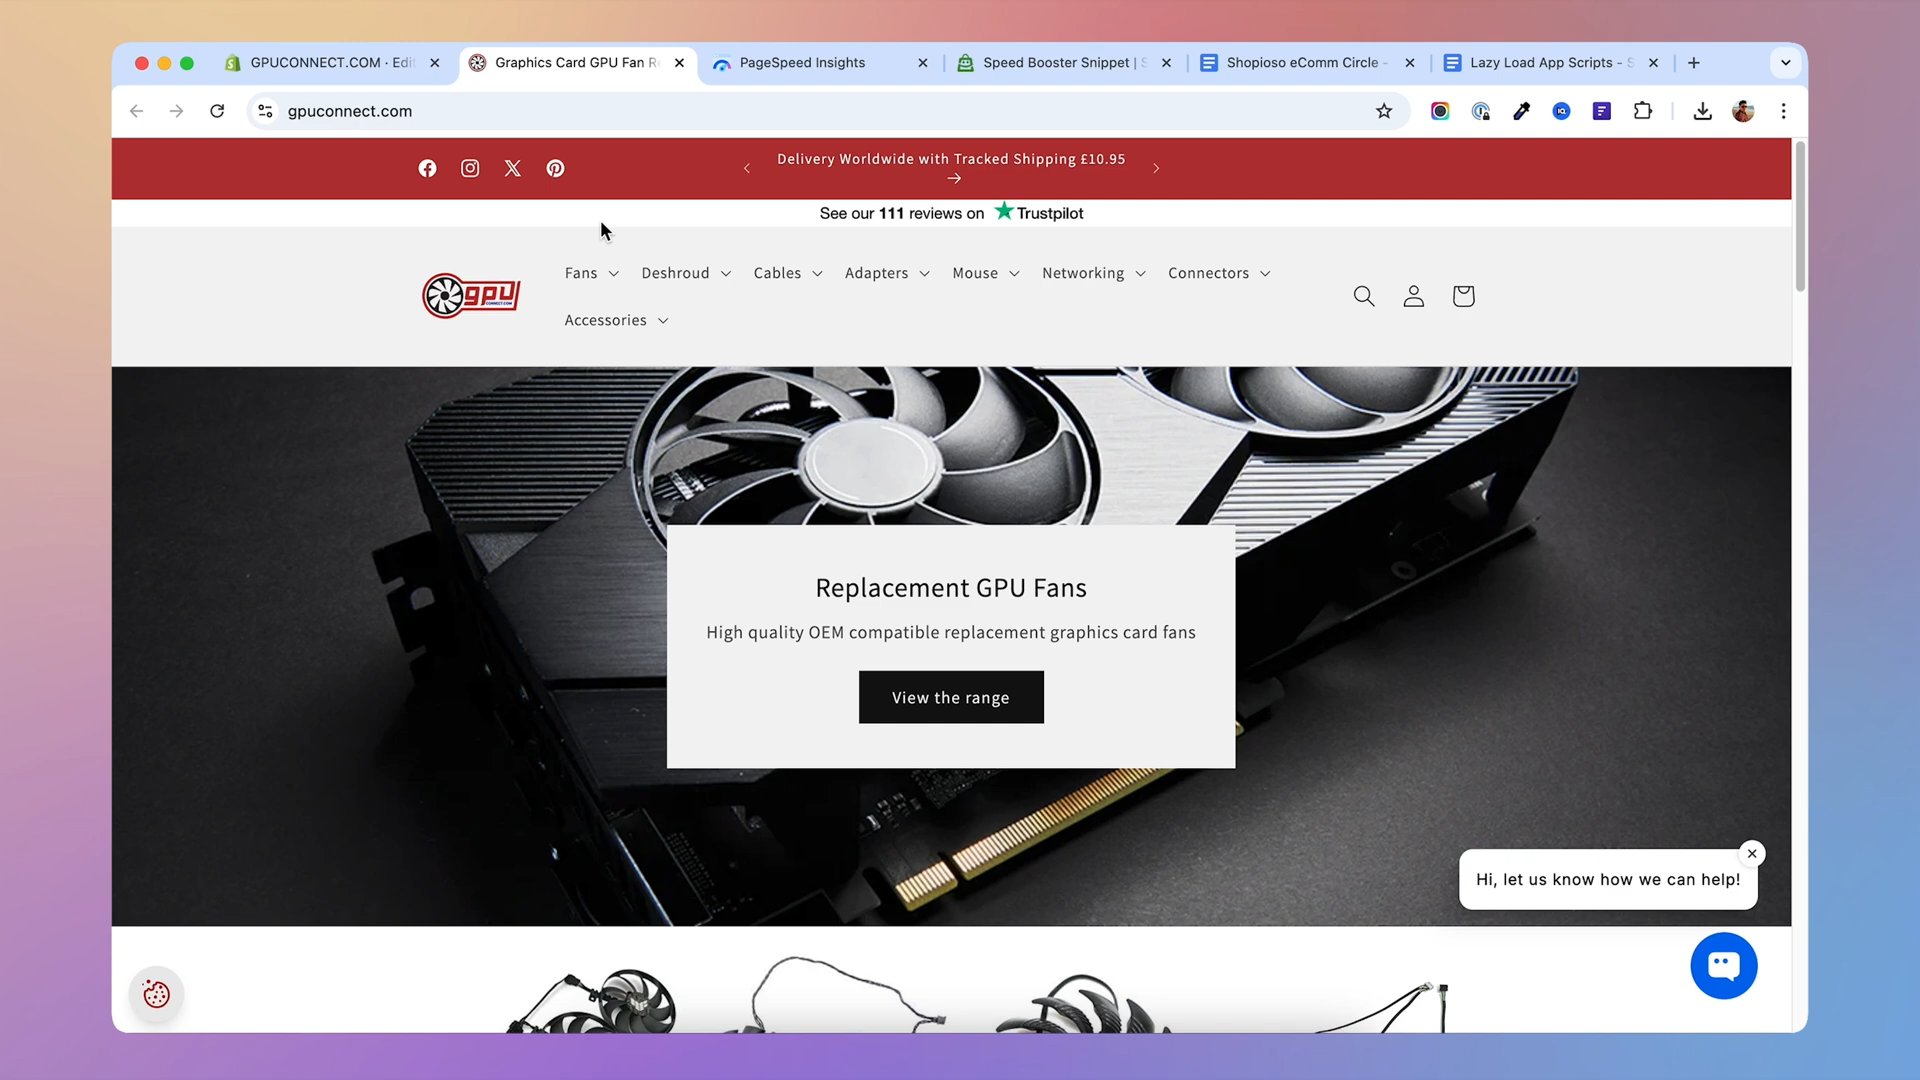 GPUCONNECT.COM · Edit
Graphics Card GPU Fan R
PageSpeed Insights
Speed Booster Snippet | S
Shopioso eComm Circle -
Lazy Load App Scripts - S
gpuconnect.com
Delivery Worldwide with Tracked Shipping £10.95
See our 111 reviews on Trustpilot
gpu
Fans
Deshroud
Cables
Adapters
Mouse
Networking
Connectors
Accessories
Replacement GPU Fans
High quality OEM compatible replacement graphics card fans
View the range
Hi, let us know how we can help!